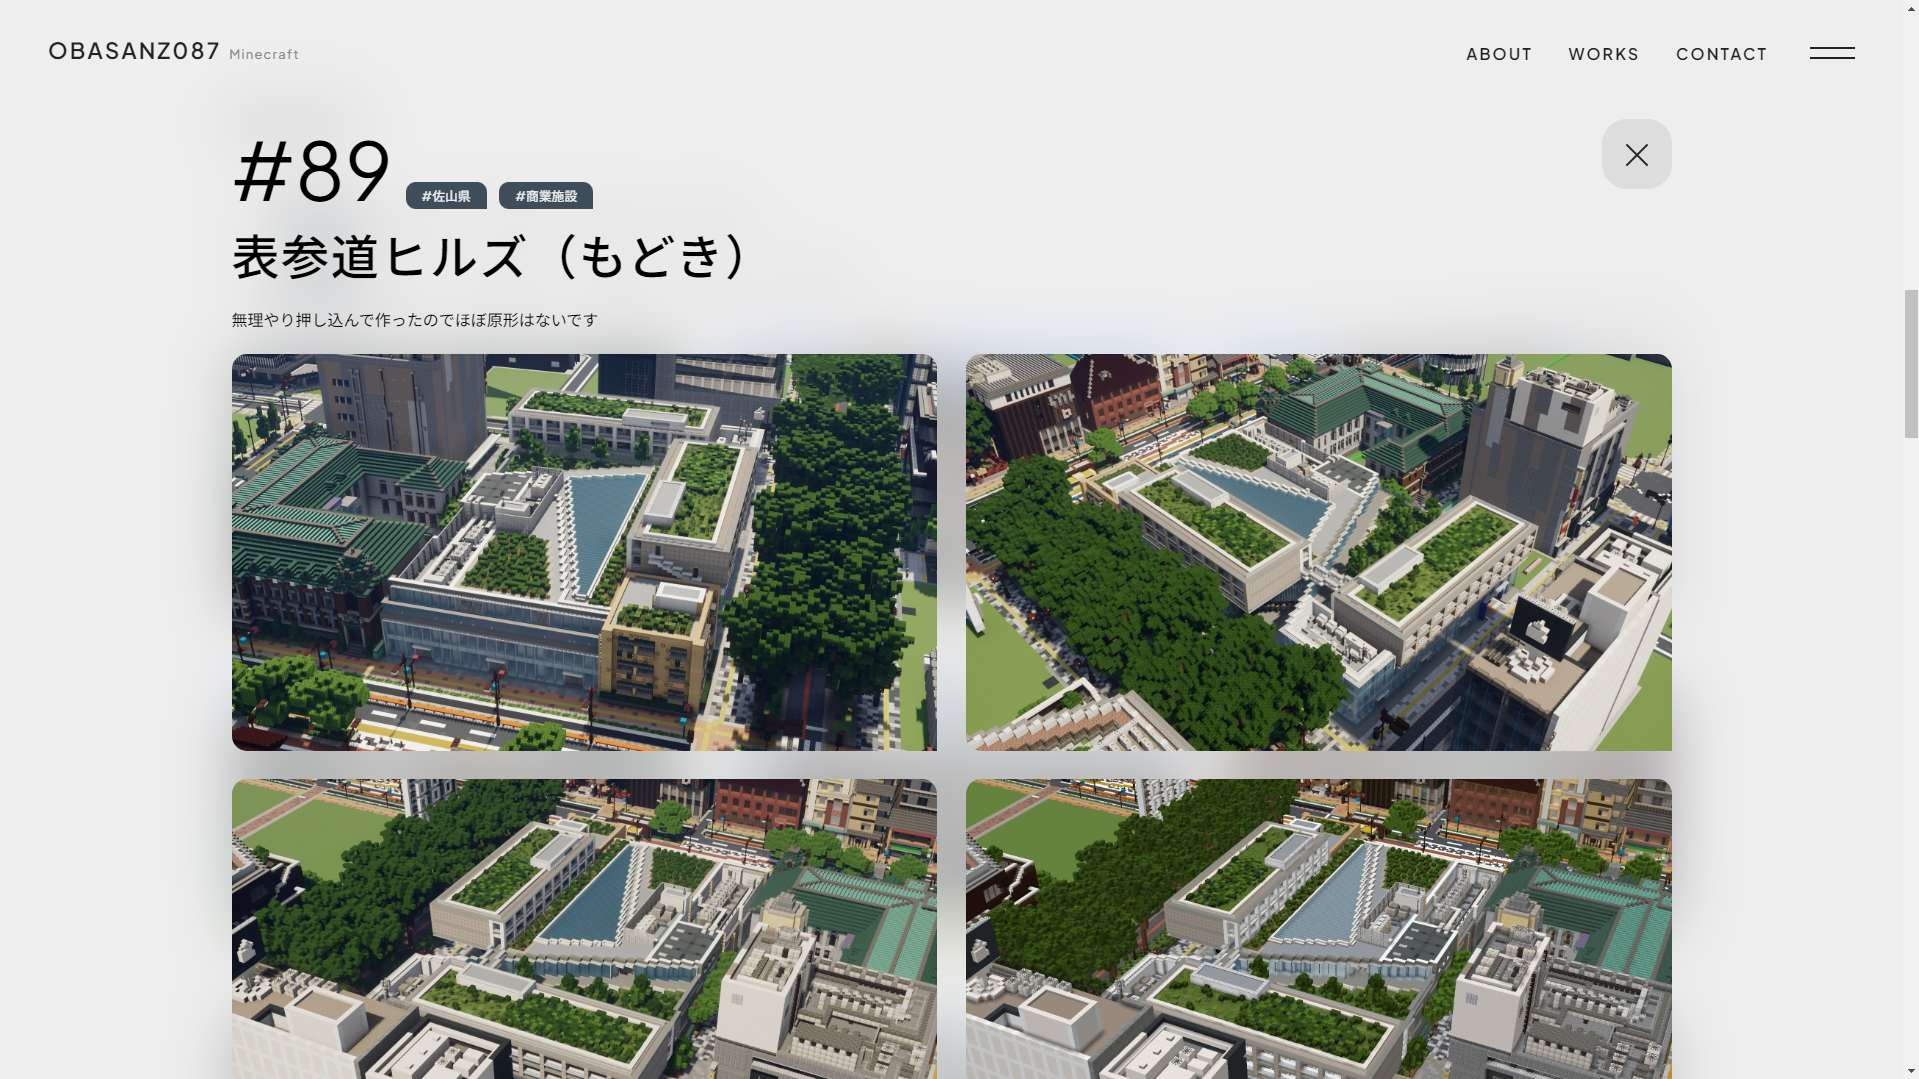 OBASANZ087 Minecraft
ABOUT WORKS CONTACT
#89 #佐山県 #商業施設
表参道ヒルズ（もどき）
無理やり押し込んで作ったのでほぼ原形はないです